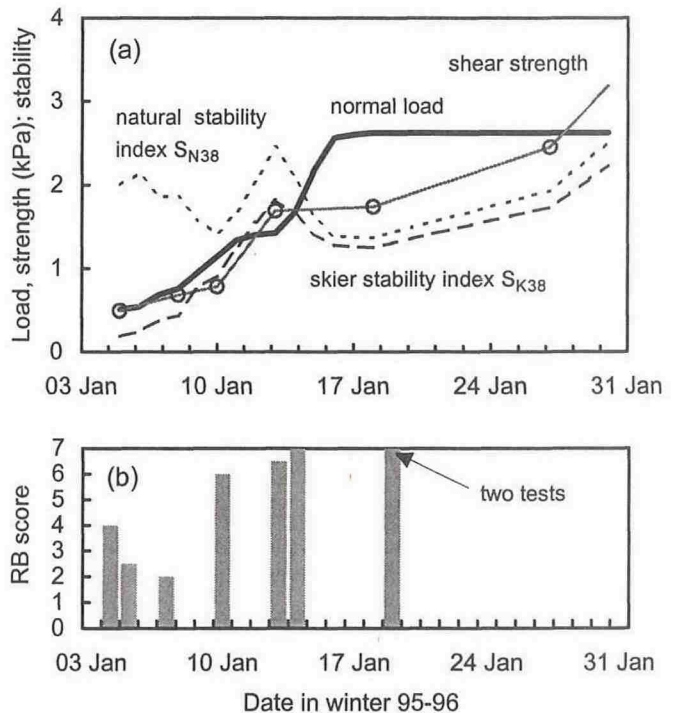 4
(a)
shear strength
normal load
natural stability
index S_N38
3
2
1
0
skier stability index S_K38
Load, strength (kPa); stability
03 Jan 10 Jan 17 Jan 24 Jan 31 Jan
7
(b)
6
5
4
3
2
1
0
two tests
RB score
03 Jan 10 Jan 17 Jan 24 Jan 31 Jan
Date in winter 95-96